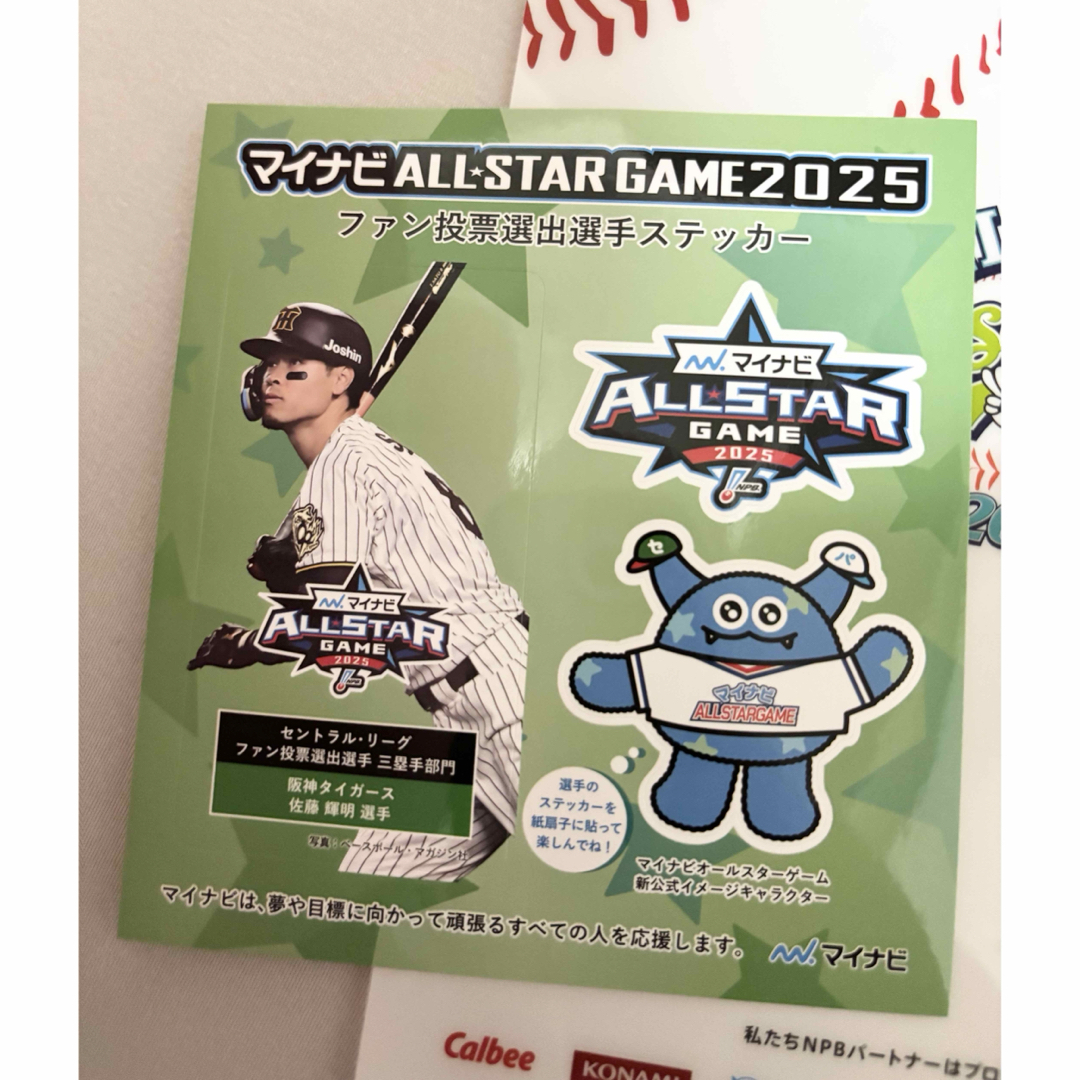 マイナビ ALL★STAR GAME2025
ファン投票選出選手ステッカー
Joshin
8
マイナビ
ALL★STAR
GAME
2025
NPB
マイナビ
ALL★STAR
GAME
2025
NPB
セ
パ
マイナビ
ALLSTARGAME
セントラル・リーグ
ファン投票選出選手 三塁手部門
阪神タイガース
佐藤 輝明 選手
写真：ベースボール・マガジン社
選手の
ステッカーを
紙扇子に貼って
楽しんでね！
マイナビオールスターゲーム
新公式イメージキャラクター
マイナビは、夢や目標に向かって頑張るすべての人を応援します。
マイナビ
Calbee
KONAMI
私たちNPBパートナーはプロ